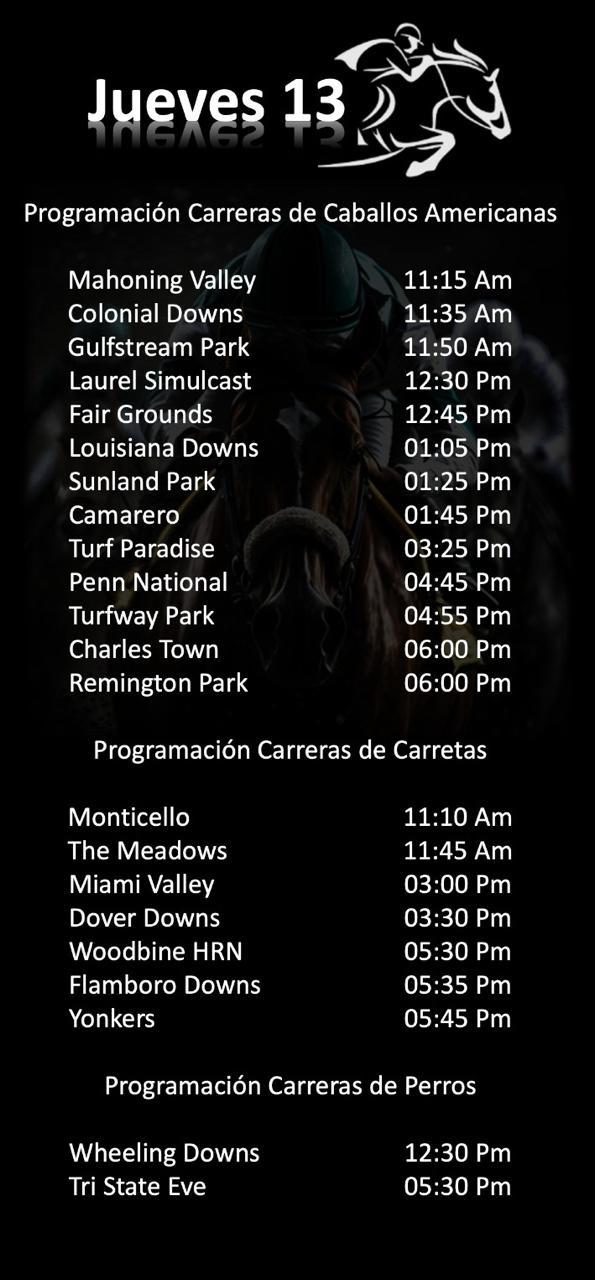 Jueves 13
Programación Carreras de Caballos Americanas
Mahoning Valley 11:15 Am
Colonial Downs 11:35 Am
Gulfstream Park 11:50 Am
Laurel Simulcast 12:30 Pm
Fair Grounds 12:45 Pm
Louisiana Downs 01:05 Pm
Sunland Park 01:25 Pm
Camarero 01:45 Pm
Turf Paradise 03:25 Pm
Penn National 04:45 Pm
Turfway Park 04:55 Pm
Charles Town 06:00 Pm
Remington Park 06:00 Pm
Programación Carreras de Carretas
Monticello 11:10 Am
The Meadows 11:45 Am
Miami Valley 03:00 Pm
Dover Downs 03:30 Pm
Woodbine HRN 05:30 Pm
Flamboro Downs 05:35 Pm
Yonkers 05:45 Pm
Programación Carreras de Perros
Wheeling Downs 12:30 Pm
Tri State Eve 05:30 Pm